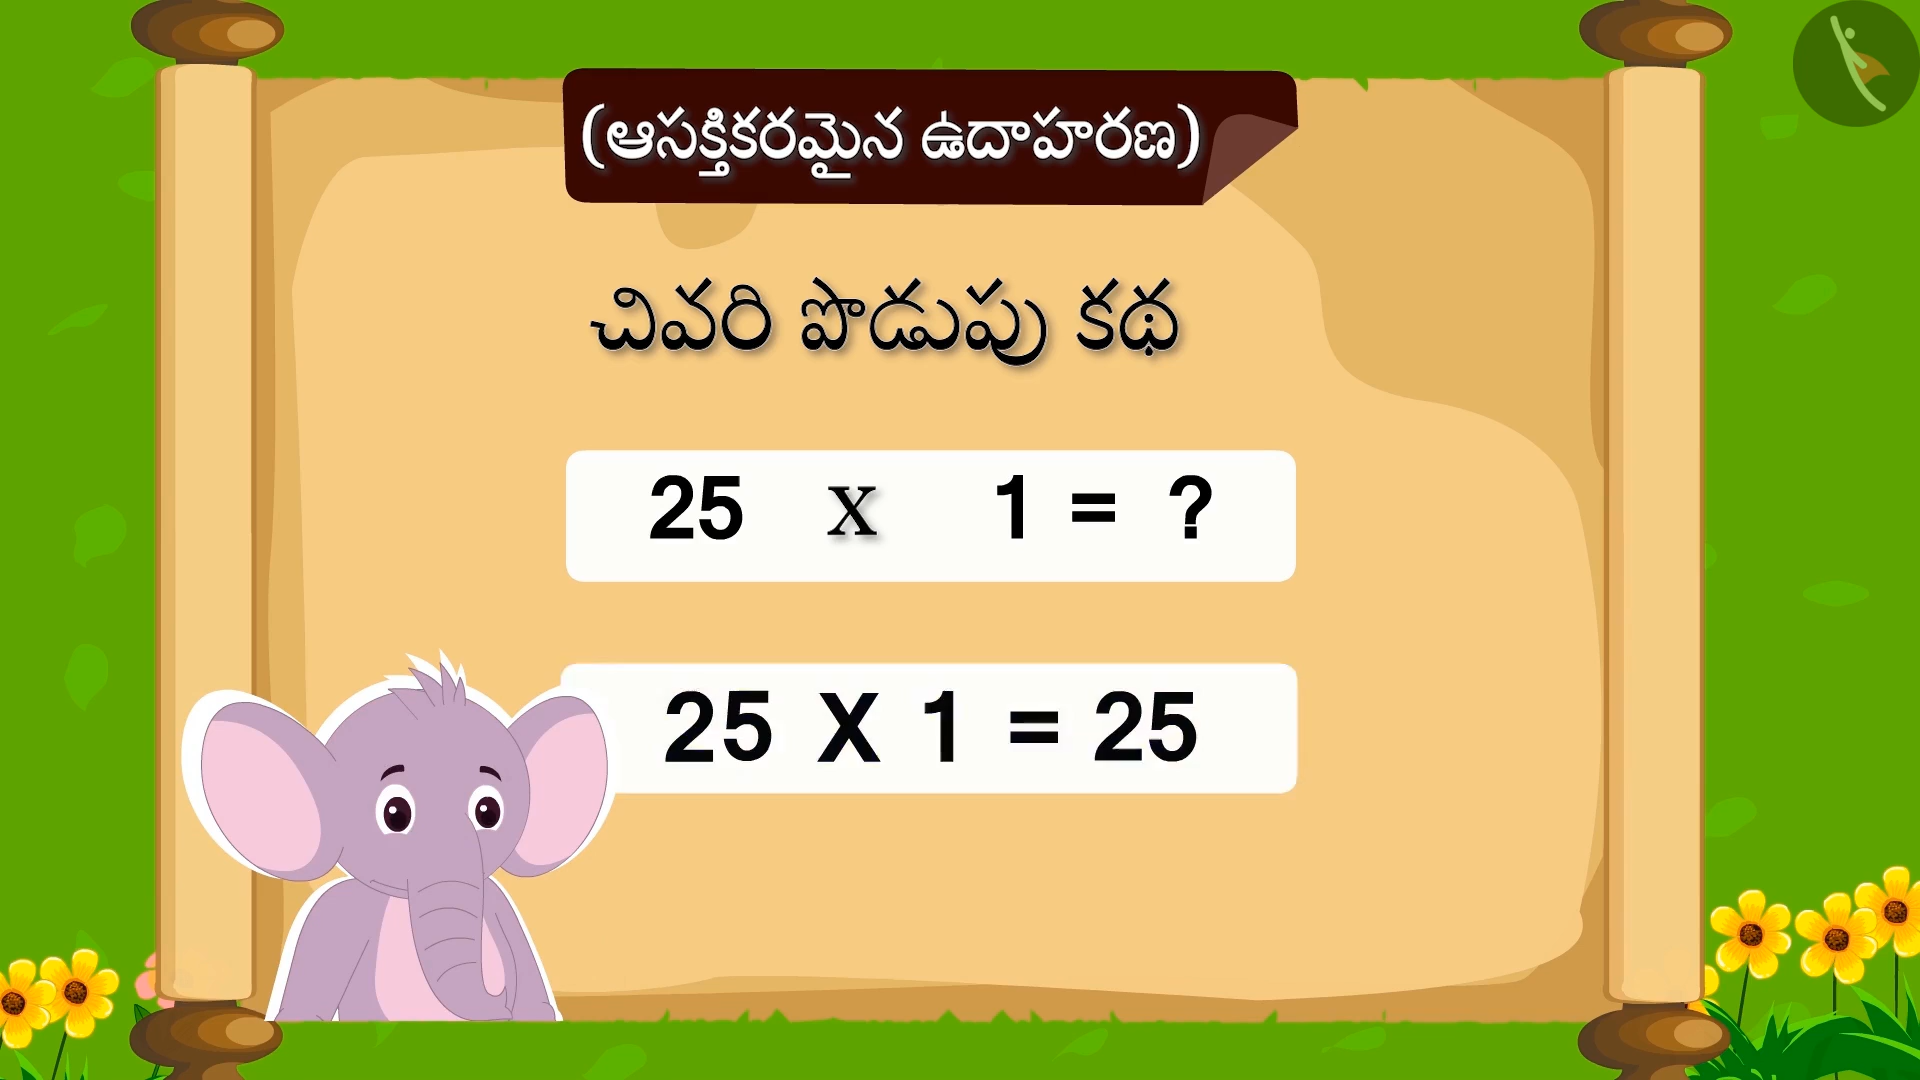 (ఆసక్తికరమైన ఉదాహరణ)
చివరి పొడుపు కథ
25 x 1 = ?
25 X 1 = 25